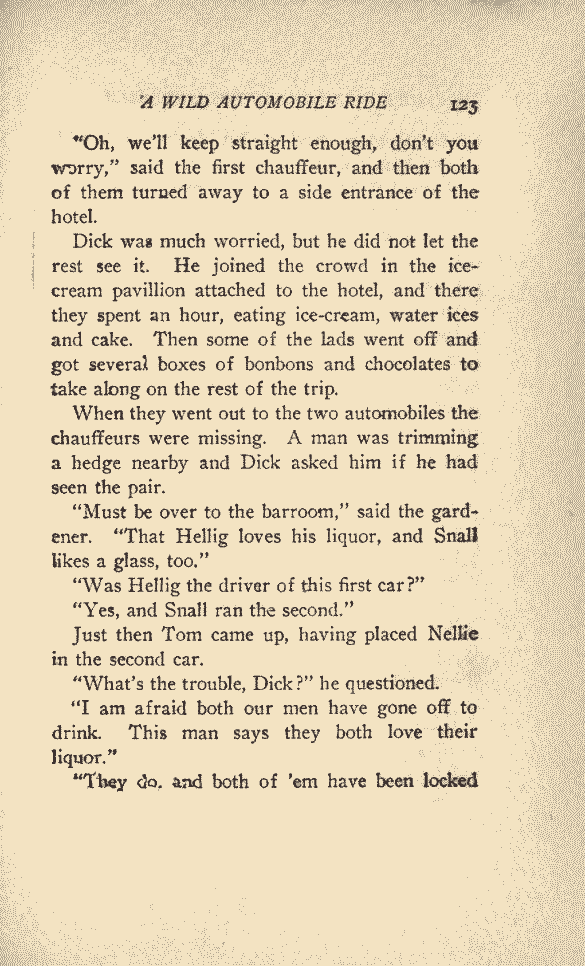 'A WILD AUTOMOBILE RIDE 123
"Oh, we'll keep straight enough, don't you
worry," said the first chauffeur, and then both
of them turned away to a side entrance of the
hotel.
Dick was much worried, but he did not let the
rest see it. He joined the crowd in the ice-
cream pavillion attached to the hotel, and there
they spent an hour, eating ice-cream, water ices
and cake. Then some of the lads went off and
got several boxes of bonbons and chocolates to
take along on the rest of the trip.
When they went out to the two automobiles the
chauffeurs were missing. A man was trimming
a hedge nearby and Dick asked him if he had
seen the pair.
"Must be over to the barroom," said the gard-
ener. "That Hellig loves his liquor, and Snall
likes a glass, too."
"Was Hellig the driver of this first car?"
"Yes, and Snall ran the second."
Just then Tom came up, having placed Nellie
in the second car.
"What's the trouble, Dick?" he questioned.
"I am afraid both our men have gone off to
drink. This man says they both love their
liquor."
"They do, and both of 'em have been locked